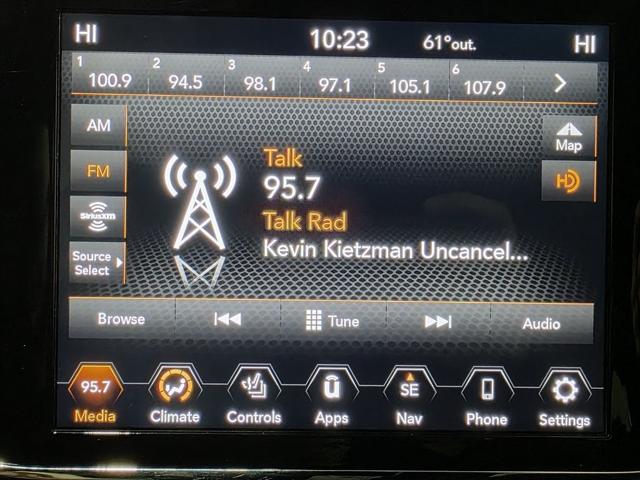 HI 10:23 61°out. HI
1 100.9 2 94.5 3 98.1 4 97.1 5 105.1 6 107.9
AM
FM
SiriusXM
Source Select
Talk
95.7
Talk Rad
Kevin Kietzman Uncancel...
Map
HD
Browse Tune Audio
95.7 SE
Media Climate Controls Apps Nav Phone Settings